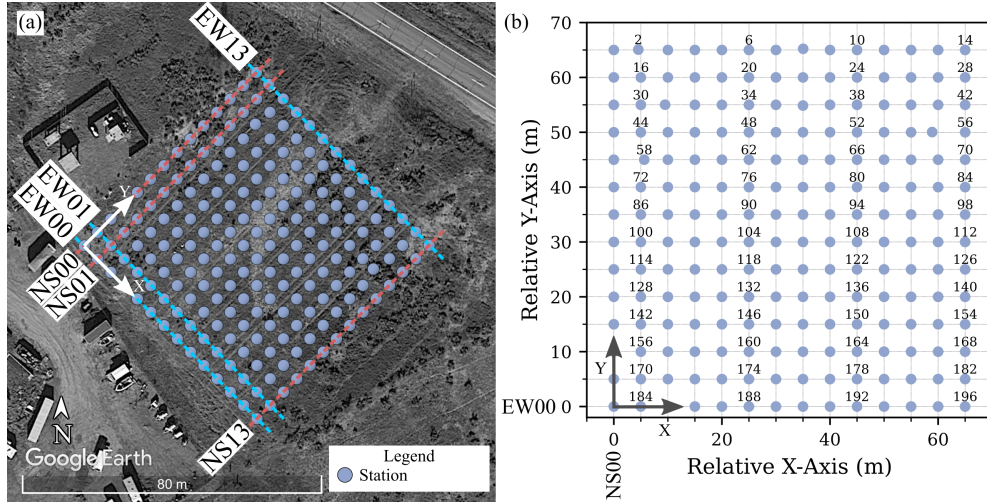 (a)
EW13
EW01
EW00
NS00
NS01
NS13
Y
X
N
Google Earth
80 m
Legend
Station
(b)
Relative Y-Axis (m)
70
60
50
40
30
20
10
EW00 0
2 6 10 14
16 20 24 28
30 34 38 42
44 48 52 56
58 62 66 70
72 76 80 84
86 90 94 98
100 104 108 112
114 118 122 126
128 132 136 140
142 146 150 154
156 160 164 168
170 174 178 182
184 188 192 196
Y
X
0 20 40 60
NS00
Relative X-Axis (m)